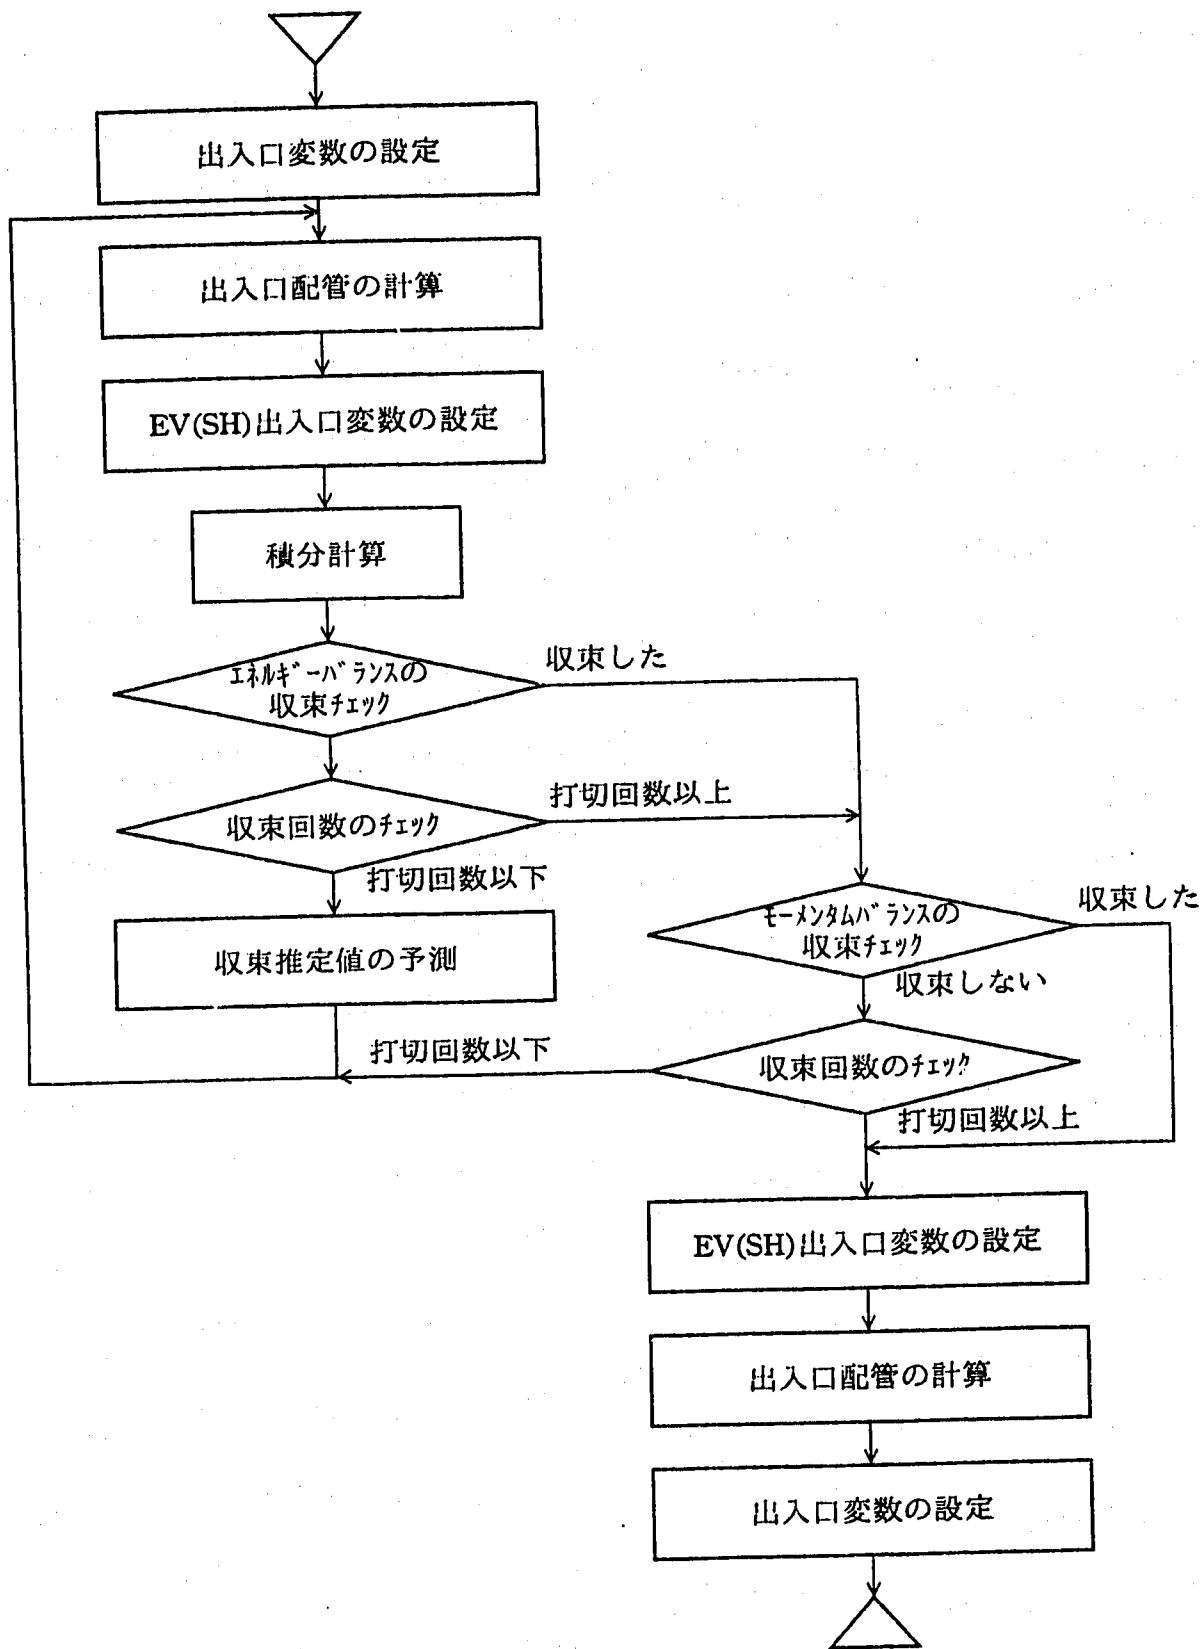 出入口変数の設定
出入口配管の計算
EV(SH)出入口変数の設定
積分計算
エネルギーバランスの
収束チェック
収束した
収束回数のチェック
打切回数以上
打切回数以下
収束推定値の予測
モーメンタムバランスの
収束チェック
収束した
収束しない
収束回数のチェック
打切回数以下
打切回数以上
EV(SH)出入口変数の設定
出入口配管の計算
出入口変数の設定